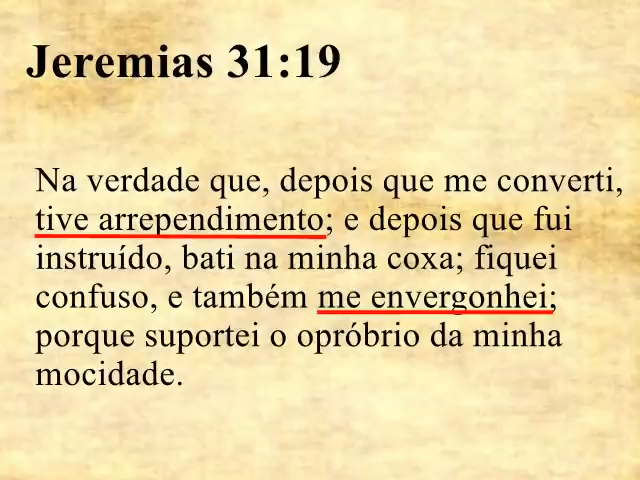 Jeremias 31:19
Na verdade que, depois que me converti,
tive arrependimento; e depois que fui
instruído, bati na minha coxa; fiquei
confuso, e também me envergonhei;
porque suportei o opróbrio da minha
mocidade.